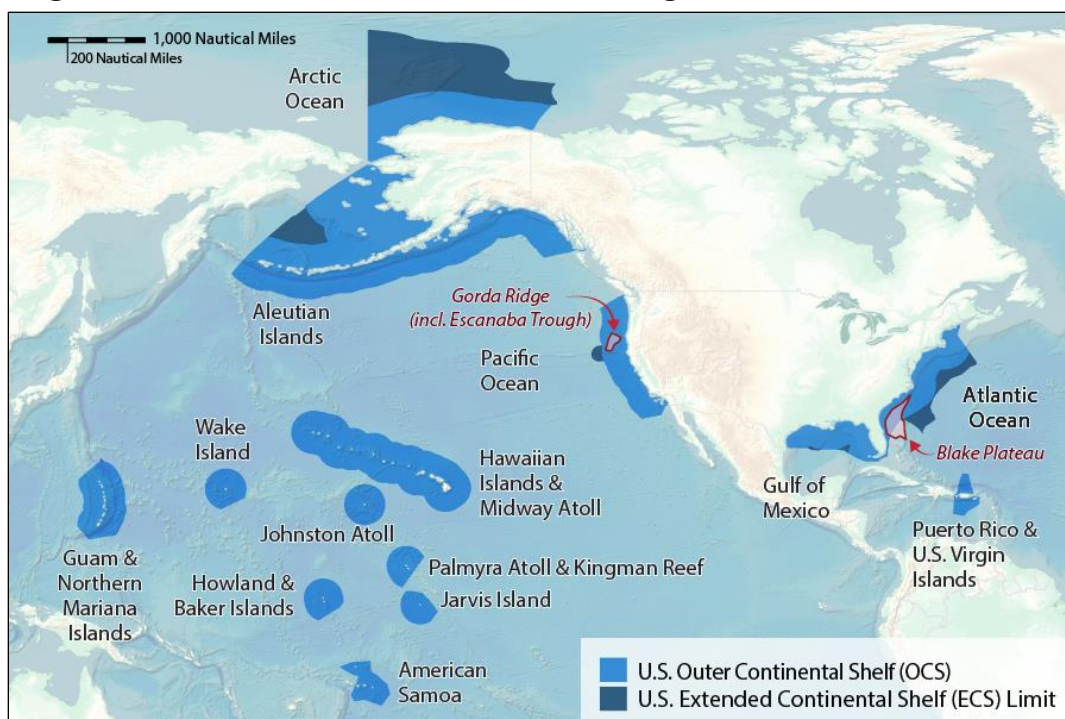 1,000 Nautical Miles
200 Nautical Miles
Arctic
Ocean
Aleutian
Islands
Gorda Ridge
(incl. Escanaba Trough)
Pacific
Ocean
Atlantic
Ocean
Blake Plateau
Wake
Island
Hawaiian
Islands &
Midway Atoll
Gulf of
Mexico
Johnston Atoll
Puerto Rico &
U.S. Virgin
Islands
Guam &
Northern
Mariana
Islands
Howland &
Baker Islands
Palmyra Atoll & Kingman Reef
Jarvis Island
American
Samoa
U.S. Outer Continental Shelf (OCS)
U.S. Extended Continental Shelf (ECS) Limit